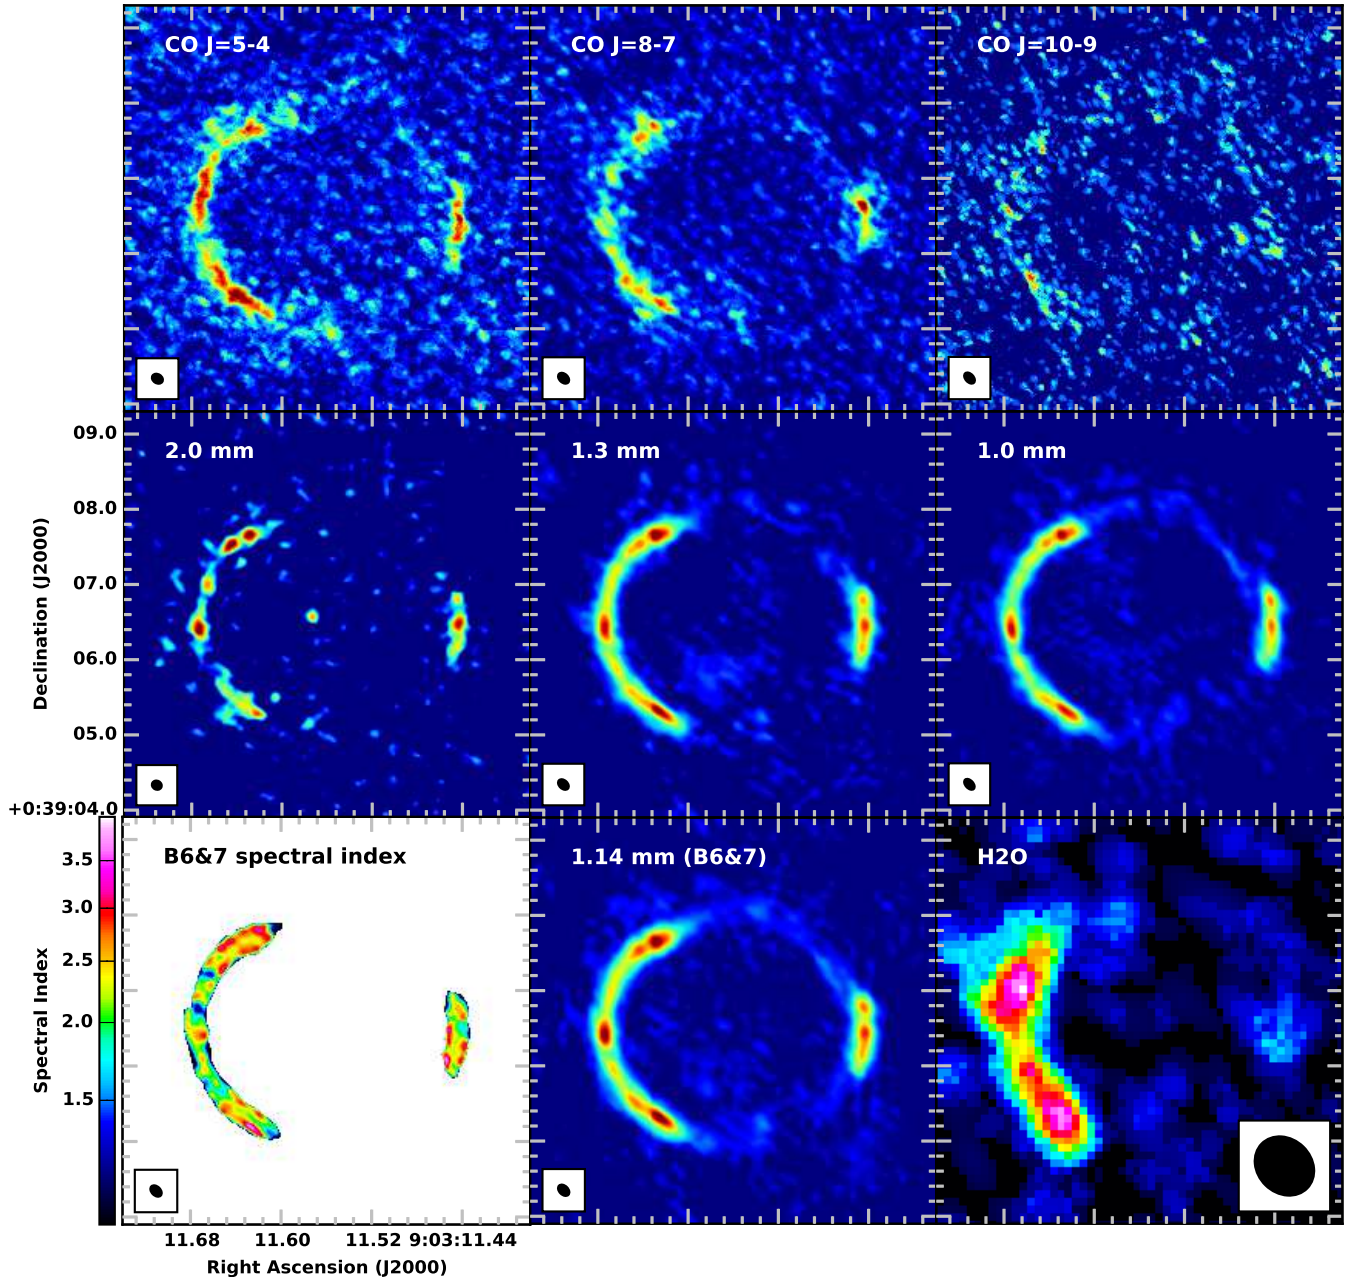 CO J=5-4
CO J=8-7
CO J=10-9
2.0 mm
1.3 mm
1.0 mm
09.0
08.0
07.0
06.0
05.0
+0:39:04.0
Declination (J2000)
B6&7 spectral index
1.14 mm (B6&7)
H2O
3.5
3.0
2.5
2.0
1.5
Spectral Index
11.68
11.60
11.52
9:03:11.44
Right Ascension (J2000)